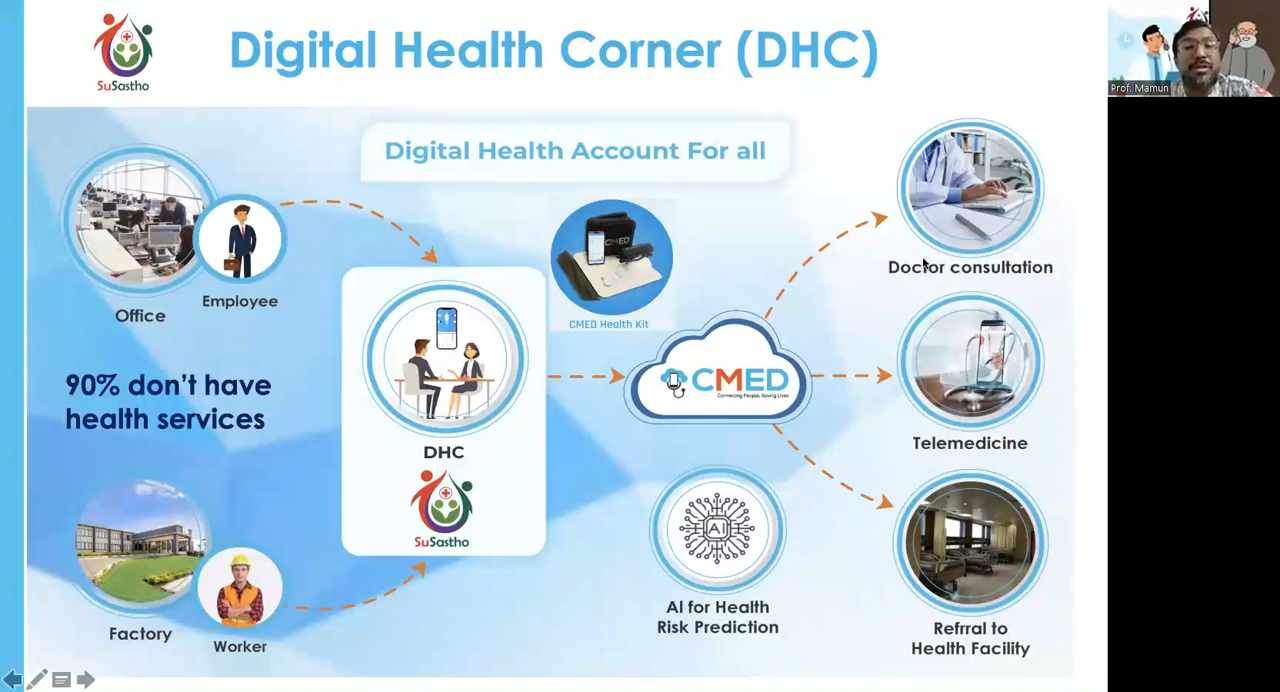 SuSastho
Digital Health Corner (DHC)
Prof. Mamun
Digital Health Account For all
Office
Employee
90% don't have
health services
Factory
Worker
DHC
SuSastho
CMED
CMED Health Kit
CMED
Connecting People, Saving Lives
AI
AI for Health
Risk Prediction
Doctor consultation
Telemedicine
Refrral to
Health Facility